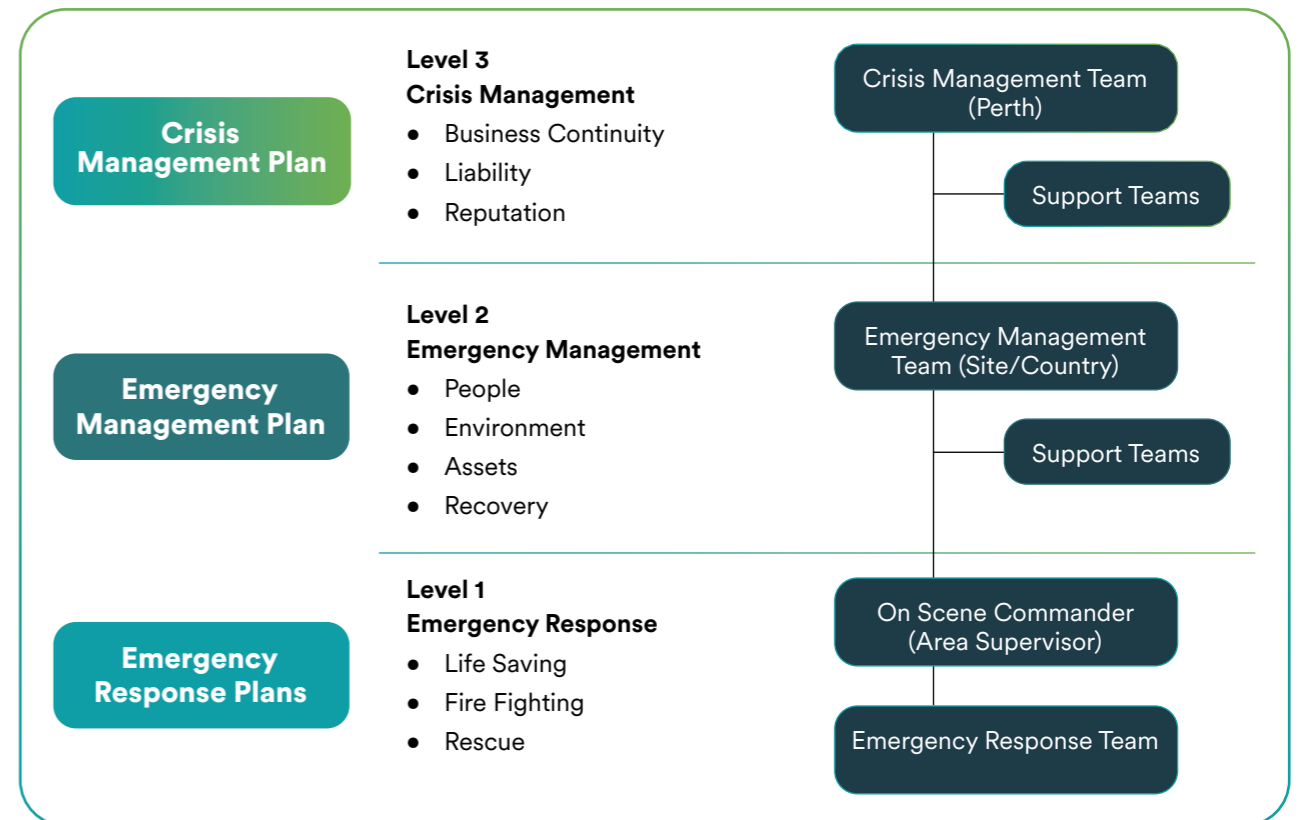 Crisis
Management Plan
Level 3
Crisis Management
● Business Continuity
● Liability
● Reputation
Crisis Management Team
(Perth)
Support Teams
Emergency
Management Plan
Level 2
Emergency Management
● People
● Environment
● Assets
● Recovery
Emergency Management
Team (Site/Country)
Support Teams
Emergency
Response Plans
Level 1
Emergency Response
● Life Saving
● Fire Fighting
● Rescue
On Scene Commander
(Area Supervisor)
Emergency Response Team